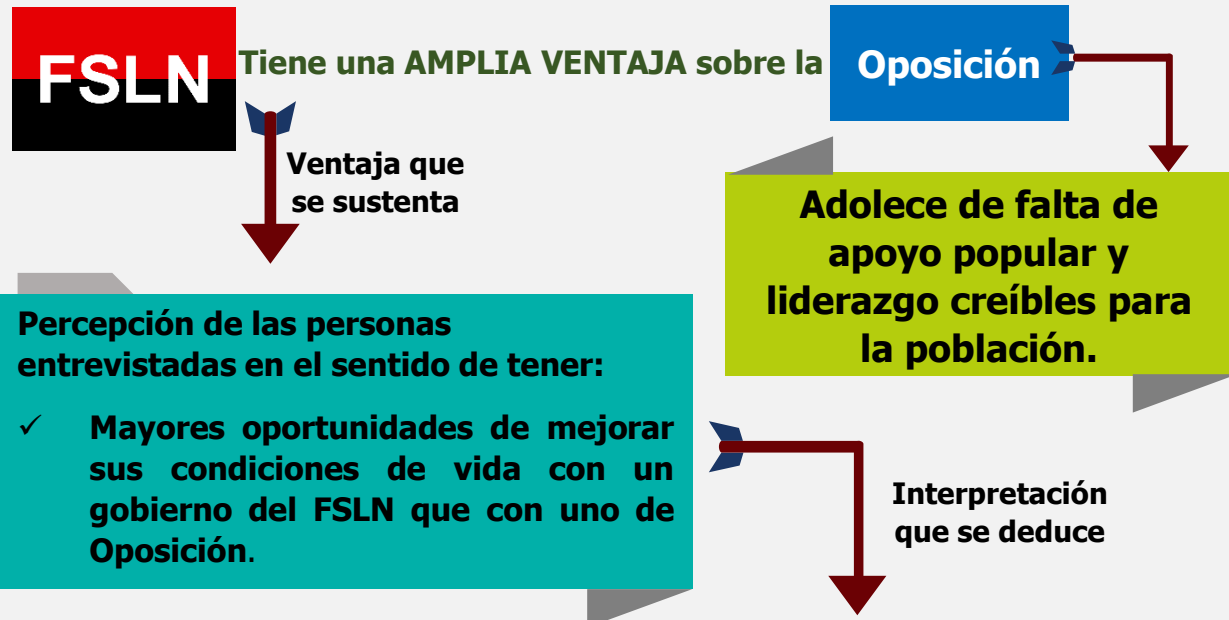 FSLN
Tiene una AMPLIA VENTAJA sobre la
Oposición
Ventaja que
se sustenta
Adolece de falta de
apoyo popular y
liderazgo creíbles para
la población.
Percepción de las personas
entrevistadas en el sentido de tener:
✓ Mayores oportunidades de mejorar
sus condiciones de vida con un
gobierno del FSLN que con uno de
Oposición.
Interpretación
que se deduce